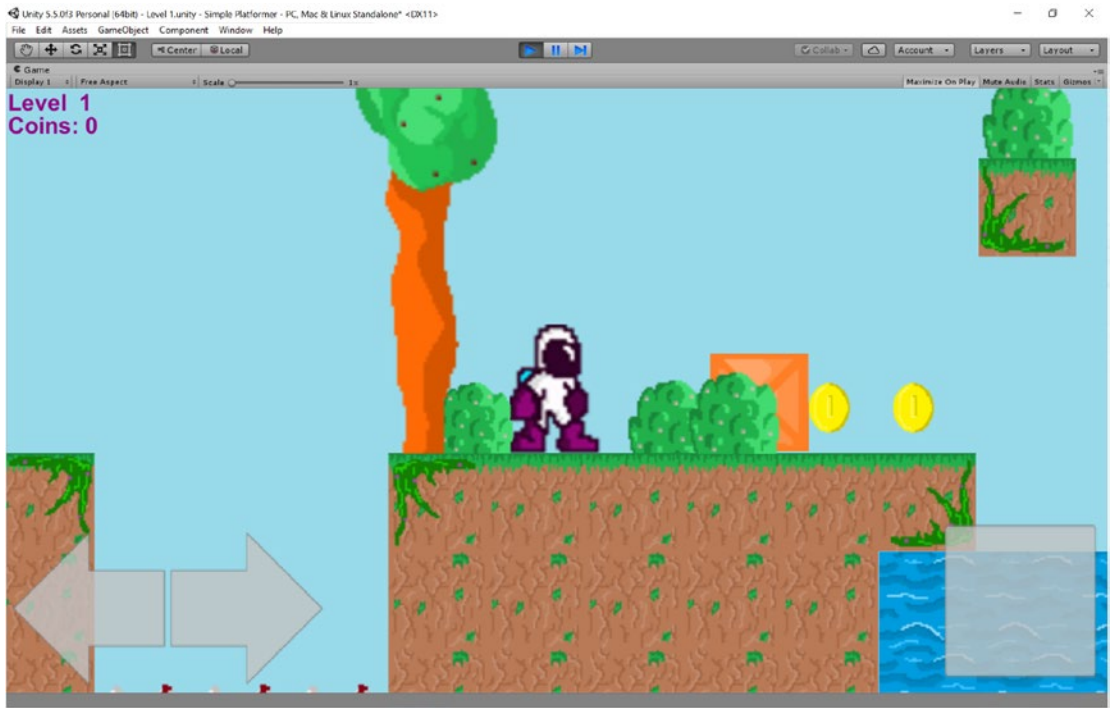 Unity 5.5.0f3 Personal (64bit) - Level 1.unity - Simple Platformer - PC, Mac & Linux Standalone* <DX11>
File Edit Assets GameObject Component Window Help
Center Local Collab Account Layers Layout
Game
Display 1 Free Aspect Scale 1x Maximize On Play Mute Audio Stats Gizmos
Level 1
Coins: 0
1 1